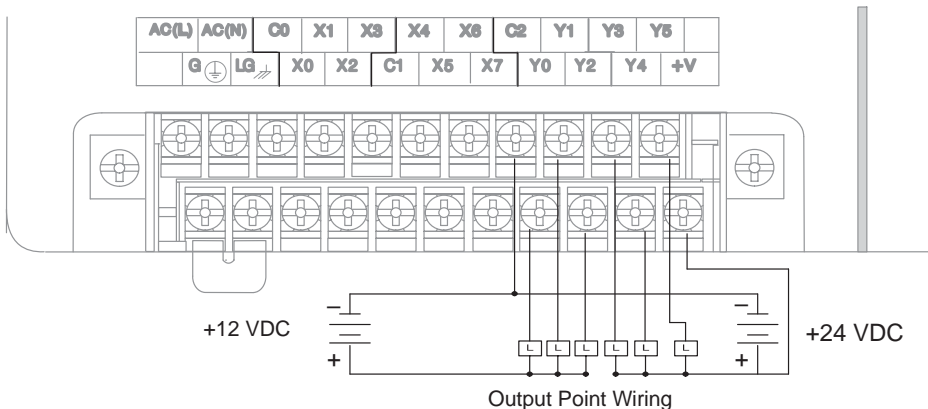 AC(L) AC(N) C0 X1 X3 X4 X6 C2 Y1 Y3 Y5
G LG X0 X2 C1 X5 X7 Y0 Y2 Y4 +V
− −
+12 VDC +24 VDC
+ +
L L L L L L
Output Point Wiring